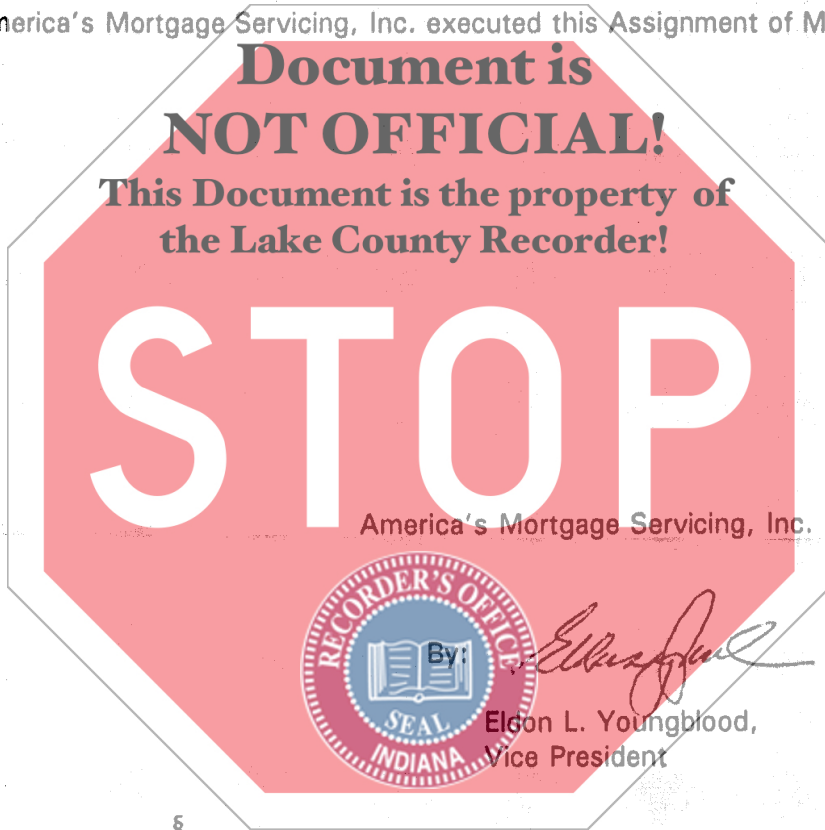 nerica's Mortgage Servicing, Inc. executed this Assignment of M
Document is
NOT OFFICIAL!
This Document is the property of
the Lake County Recorder!
STOP
America's Mortgage Servicing, Inc.
RECORDER'S OFFICE
By:
SEAL
INDIANA
Eldon L. Youngblood,
Vice President